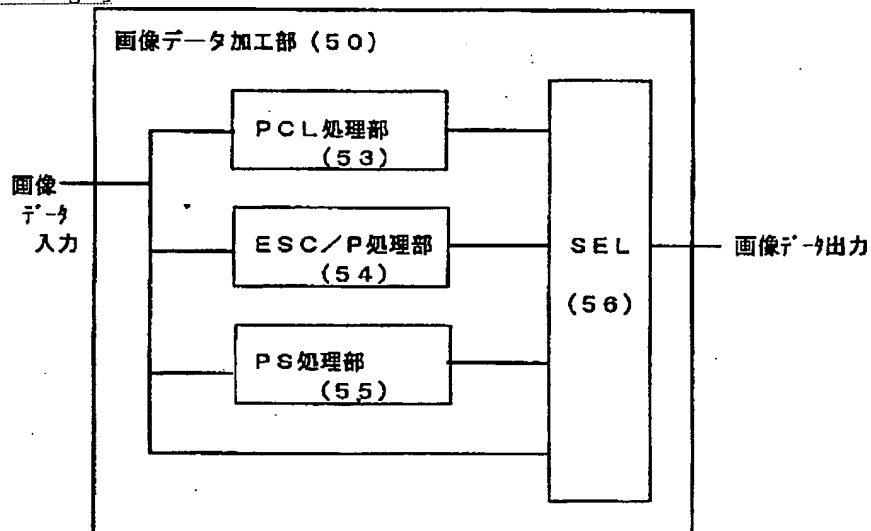 画像データ加工部（５０）
ＰＣＬ処理部
（５３）
画像
ﾃﾞｰﾀ
入力
ＥＳＣ／Ｐ処理部
（５４）
ＳＥＬ
（５６）
画像ﾃﾞｰﾀ出力
ＰＳ処理部
（５５）